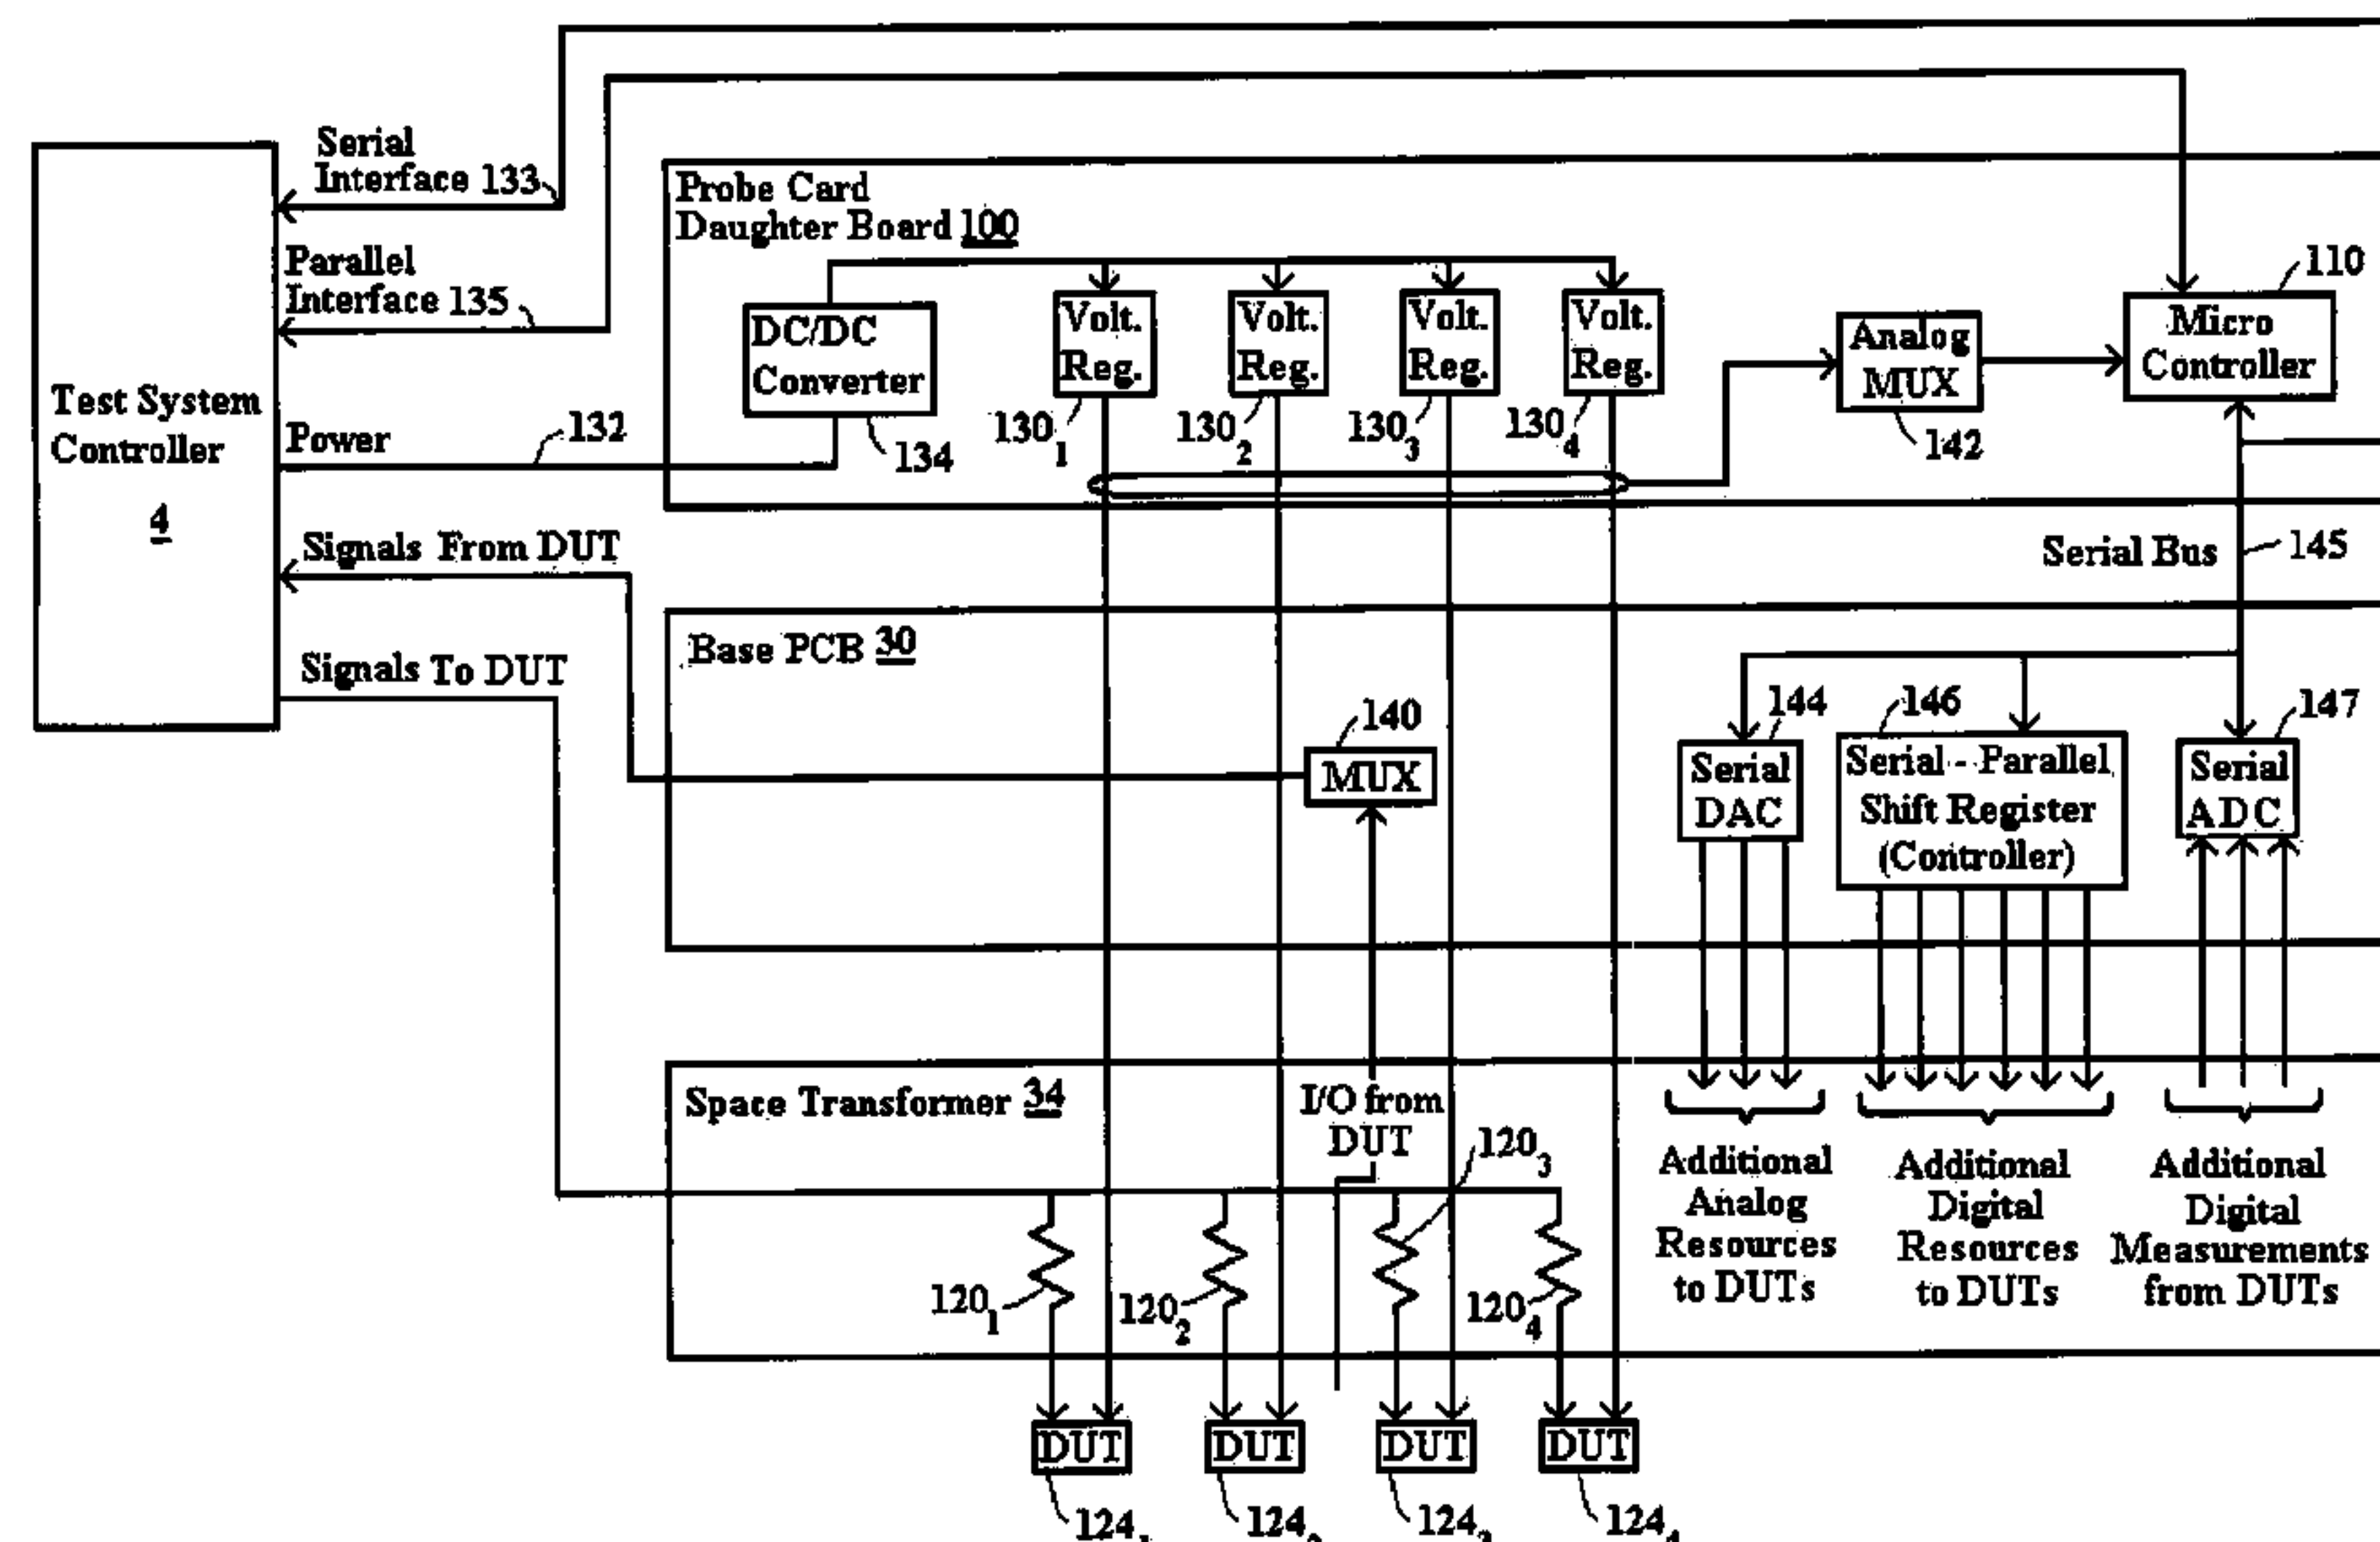 Serial
Interface 133
Parallel
Interface 135
Test System
Controller
4
Power
132
Signals From DUT
Signals To DUT
Probe Card
Daughter Board 100
DC/DC
Converter
134
Volt.
Reg.
130 1
Volt.
Reg.
130 2
Volt.
Reg.
130 3
Volt.
Reg.
130 4
Analog
MUX
142
110
Micro
Controller
Serial Bus
145
Base PCB 30
140
MUX
144
Serial
DAC
146
Serial - Parallel
Shift Register
(Controller)
147
Serial
ADC
Space Transformer 34
I/O from
DUT
120 1
120 2
120 3
120 4
Additional
Analog
Resources
to DUTs
Additional
Digital
Resources
to DUTs
Additional
Digital
Measurements
from DUTs
DUT
DUT
DUT
DUT
124
124
124
124